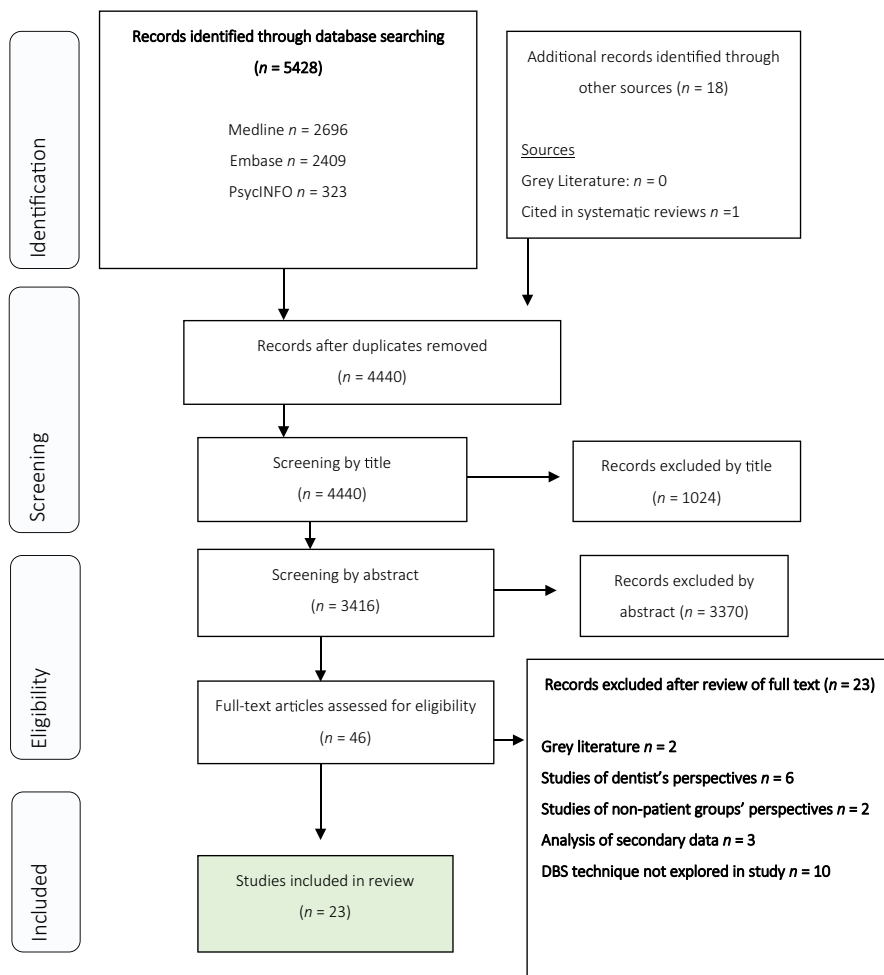 Identification
Records identified through database searching
(n = 5428)
Medline n = 2696
Embase n = 2409
PsycINFO n = 323
Additional records identified through
other sources (n = 18)
Sources
Grey Literature: n = 0
Cited in systematic reviews n =1
Screening
Records after duplicates removed
(n = 4440)
Screening by title
(n = 4440)
Records excluded by title
(n = 1024)
Eligibility
Screening by abstract
(n = 3416)
Records excluded by
abstract (n = 3370)
Full-text articles assessed for eligibility
(n = 46)
Records excluded after review of full text (n = 23)
Grey literature n = 2
Studies of dentist's perspectives n = 6
Studies of non-patient groups' perspectives n = 2
Analysis of secondary data n = 3
DBS technique not explored in study n = 10
Included
Studies included in review
(n = 23)